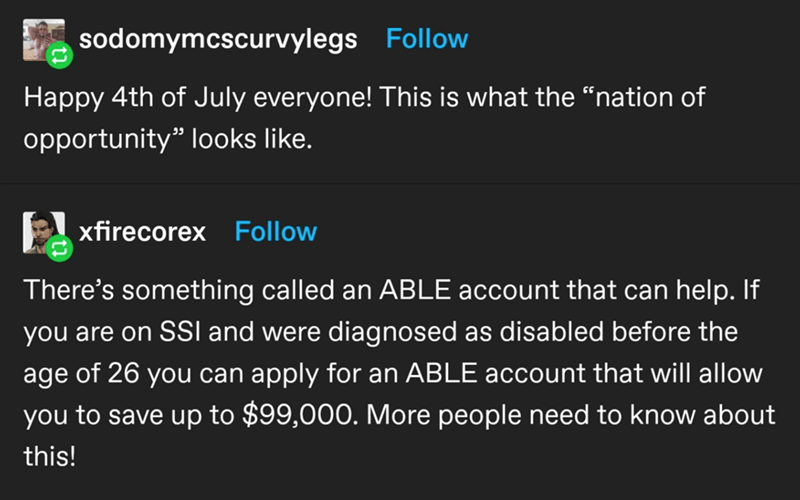 sodomymcscurvylegs Follow
Happy 4th of July everyone! This is what the “nation of
opportunity” looks like.
xfirecorex Follow
There’s something called an ABLE account that can help. If
you are on SSI and were diagnosed as disabled before the
age of 26 you can apply for an ABLE account that will allow
you to save up to $99,000. More people need to know about
this!